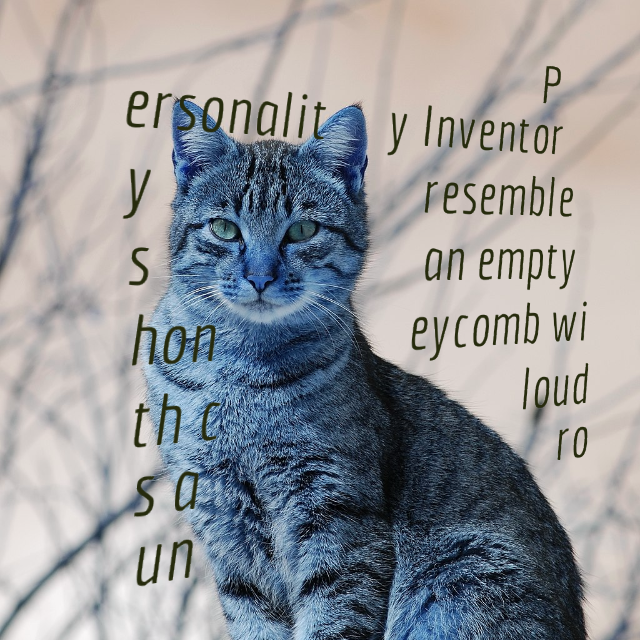 P
ersonalit
y Inventor
y
resemble
s
an empty
hon
eycomb wi
th c
loud
s a
ro
un